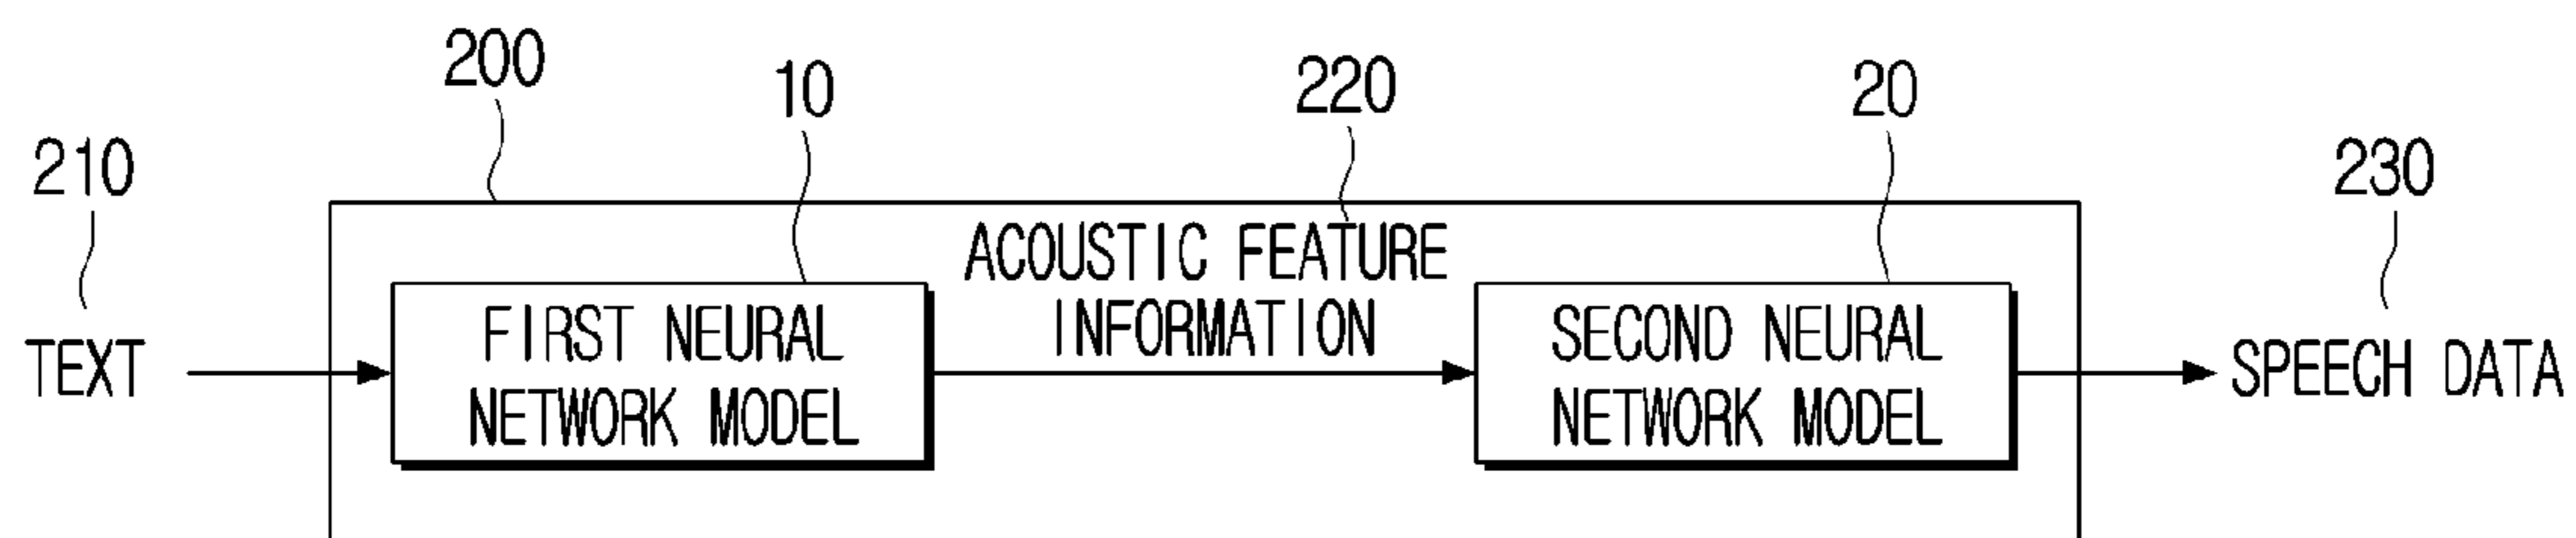 200
10
220
20
210
230
ACOUSTIC FEATURE
INFORMATION
FIRST NEURAL
NETWORK MODEL
SECOND NEURAL
NETWORK MODEL
TEXT
SPEECH DATA